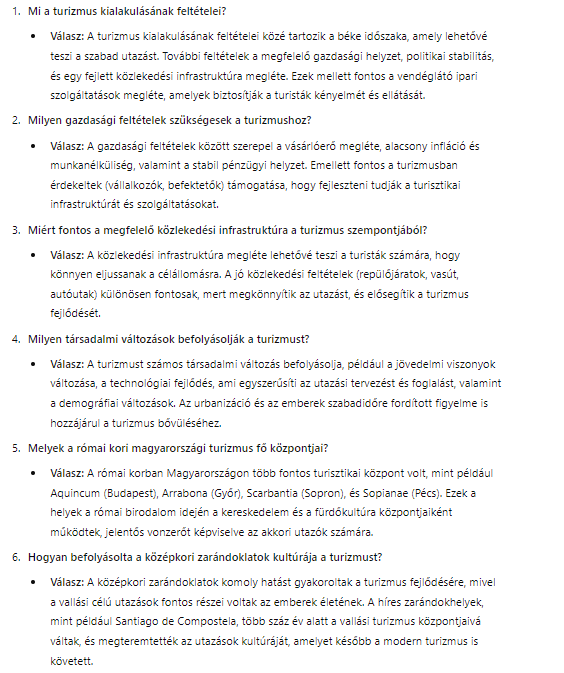 1. Mi a turizmus kialakulásának feltételei?
• Válasz: A turizmus kialakulásának feltételei közé tartozik a béke időszaka, amely lehetővé
teszi a szabad utazást. További feltételek a megfelelő gazdasági helyzet, politikai stabilitás,
és egy fejlett közlekedési infrastruktúra megléte. Ezek mellett fontos a vendéglátó ipari
szolgáltatások megléte, amelyek biztosítják a turisták kényelmét és ellátását.
2. Milyen gazdasági feltételek szükségesek a turizmushoz?
• Válasz: A gazdasági feltételek között szerepel a vásárlóerő megléte, alacsony infláció és
munkanélküliség, valamint a stabil pénzügyi helyzet. Emellett fontos a turizmusban
érdekeltek (vállalkozók, befektetők) támogatása, hogy fejleszteni tudják a turisztikai
infrastruktúrát és szolgáltatásokat.
3. Miért fontos a megfelelő közlekedési infrastruktúra a turizmus szempontjából?
• Válasz: A közlekedési infrastruktúra megléte lehetővé teszi a turisták számára, hogy
könnyen eljussanak a célállomásra. A jó közlekedési feltételek (repülőjáratok, vasút,
autóutak) különösen fontosak, mert megkönnyítik az utazást, és elősegítik a turizmus
fejlődését.
4. Milyen társadalmi változások befolyásolják a turizmust?
• Válasz: A turizmust számos társadalmi változás befolyásolja, például a jövedelmi viszonyok
változása, a technológiai fejlődés, ami egyszerűsíti az utazási tervezést és foglalást, valamint
a demográfiai változások. Az urbanizáció és az emberek szabadidőre fordított figyelme is
hozzájárul a turizmus bővüléséhez.
5. Melyek a római kori magyarországi turizmus fő központjai?
• Válasz: A római korban Magyarországon több fontos turisztikai központ volt, mint például
Aquincum (Budapest), Arrabona (Győr), Scarbantia (Sopron), és Sopianae (Pécs). Ezek a
helyek a római birodalom idején a kereskedelem és a fürdőkultúra központjaiként
működtek, jelentős vonzerőt képviselve az akkori utazók számára.
6. Hogyan befolyásolta a középkori zarándoklatok kultúrája a turizmust?
• Válasz: A középkori zarándoklatok komoly hatást gyakoroltak a turizmus fejlődésére, mivel
a vallási célú utazások fontos részei voltak az emberek életének. A híres zarándokhelyek,
mint például Santiago de Compostela, több száz év alatt a vallási turizmus központjaivá
váltak, és megteremtették az utazások kultúráját, amelyet később a modern turizmus is
követett.